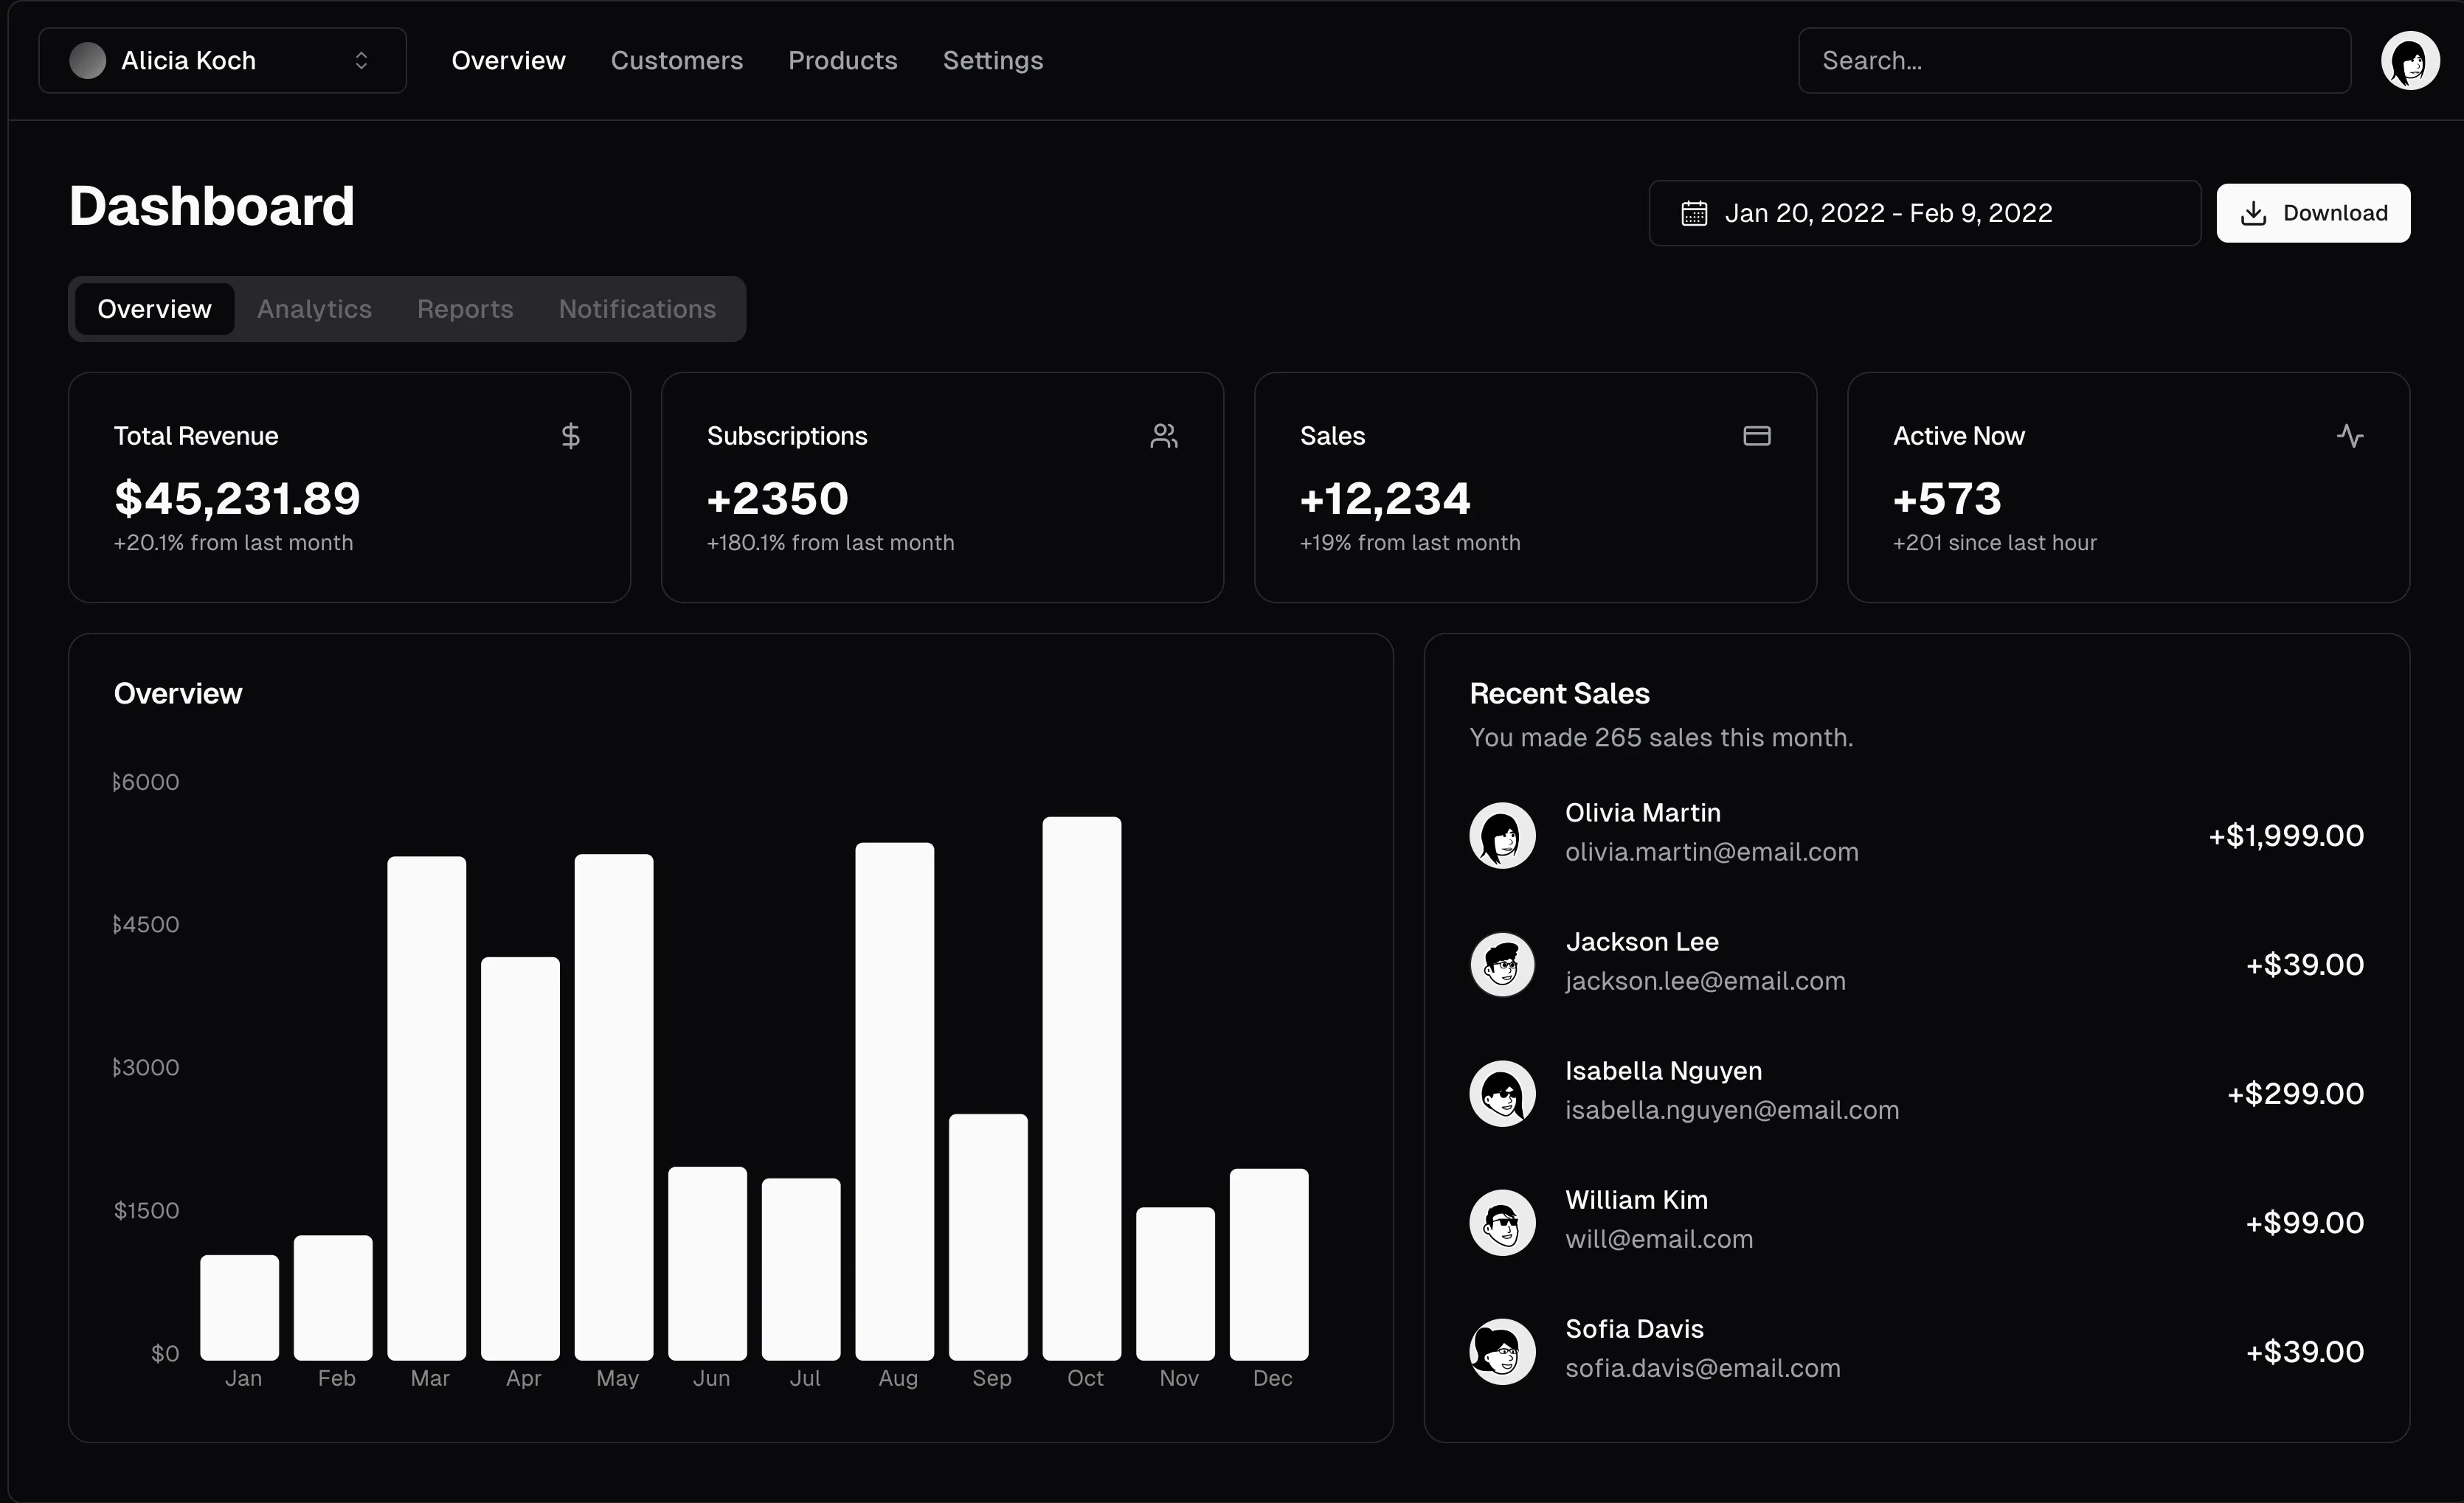 Alicia Koch
Overview
Customers
Products
Settings
Search...
Dashboard
Jan 20, 2022 - Feb 9, 2022
Download
Overview
Analytics
Reports
Notifications
Total Revenue
$45,231.89
+20.1% from last month
Subscriptions
+2350
+180.1% from last month
Sales
+12,234
+19% from last month
Active Now
+573
+201 since last hour
Overview
$6000
$4500
$3000
$1500
$0
Jan
Feb
Mar
Apr
May
Jun
Jul
Aug
Sep
Oct
Nov
Dec
Recent Sales
You made 265 sales this month.
Olivia Martin
olivia.martin@email.com
+$1,999.00
Jackson Lee
jackson.lee@email.com
+$39.00
Isabella Nguyen
isabella.nguyen@email.com
+$299.00
William Kim
will@email.com
+$99.00
Sofia Davis
sofia.davis@email.com
+$39.00